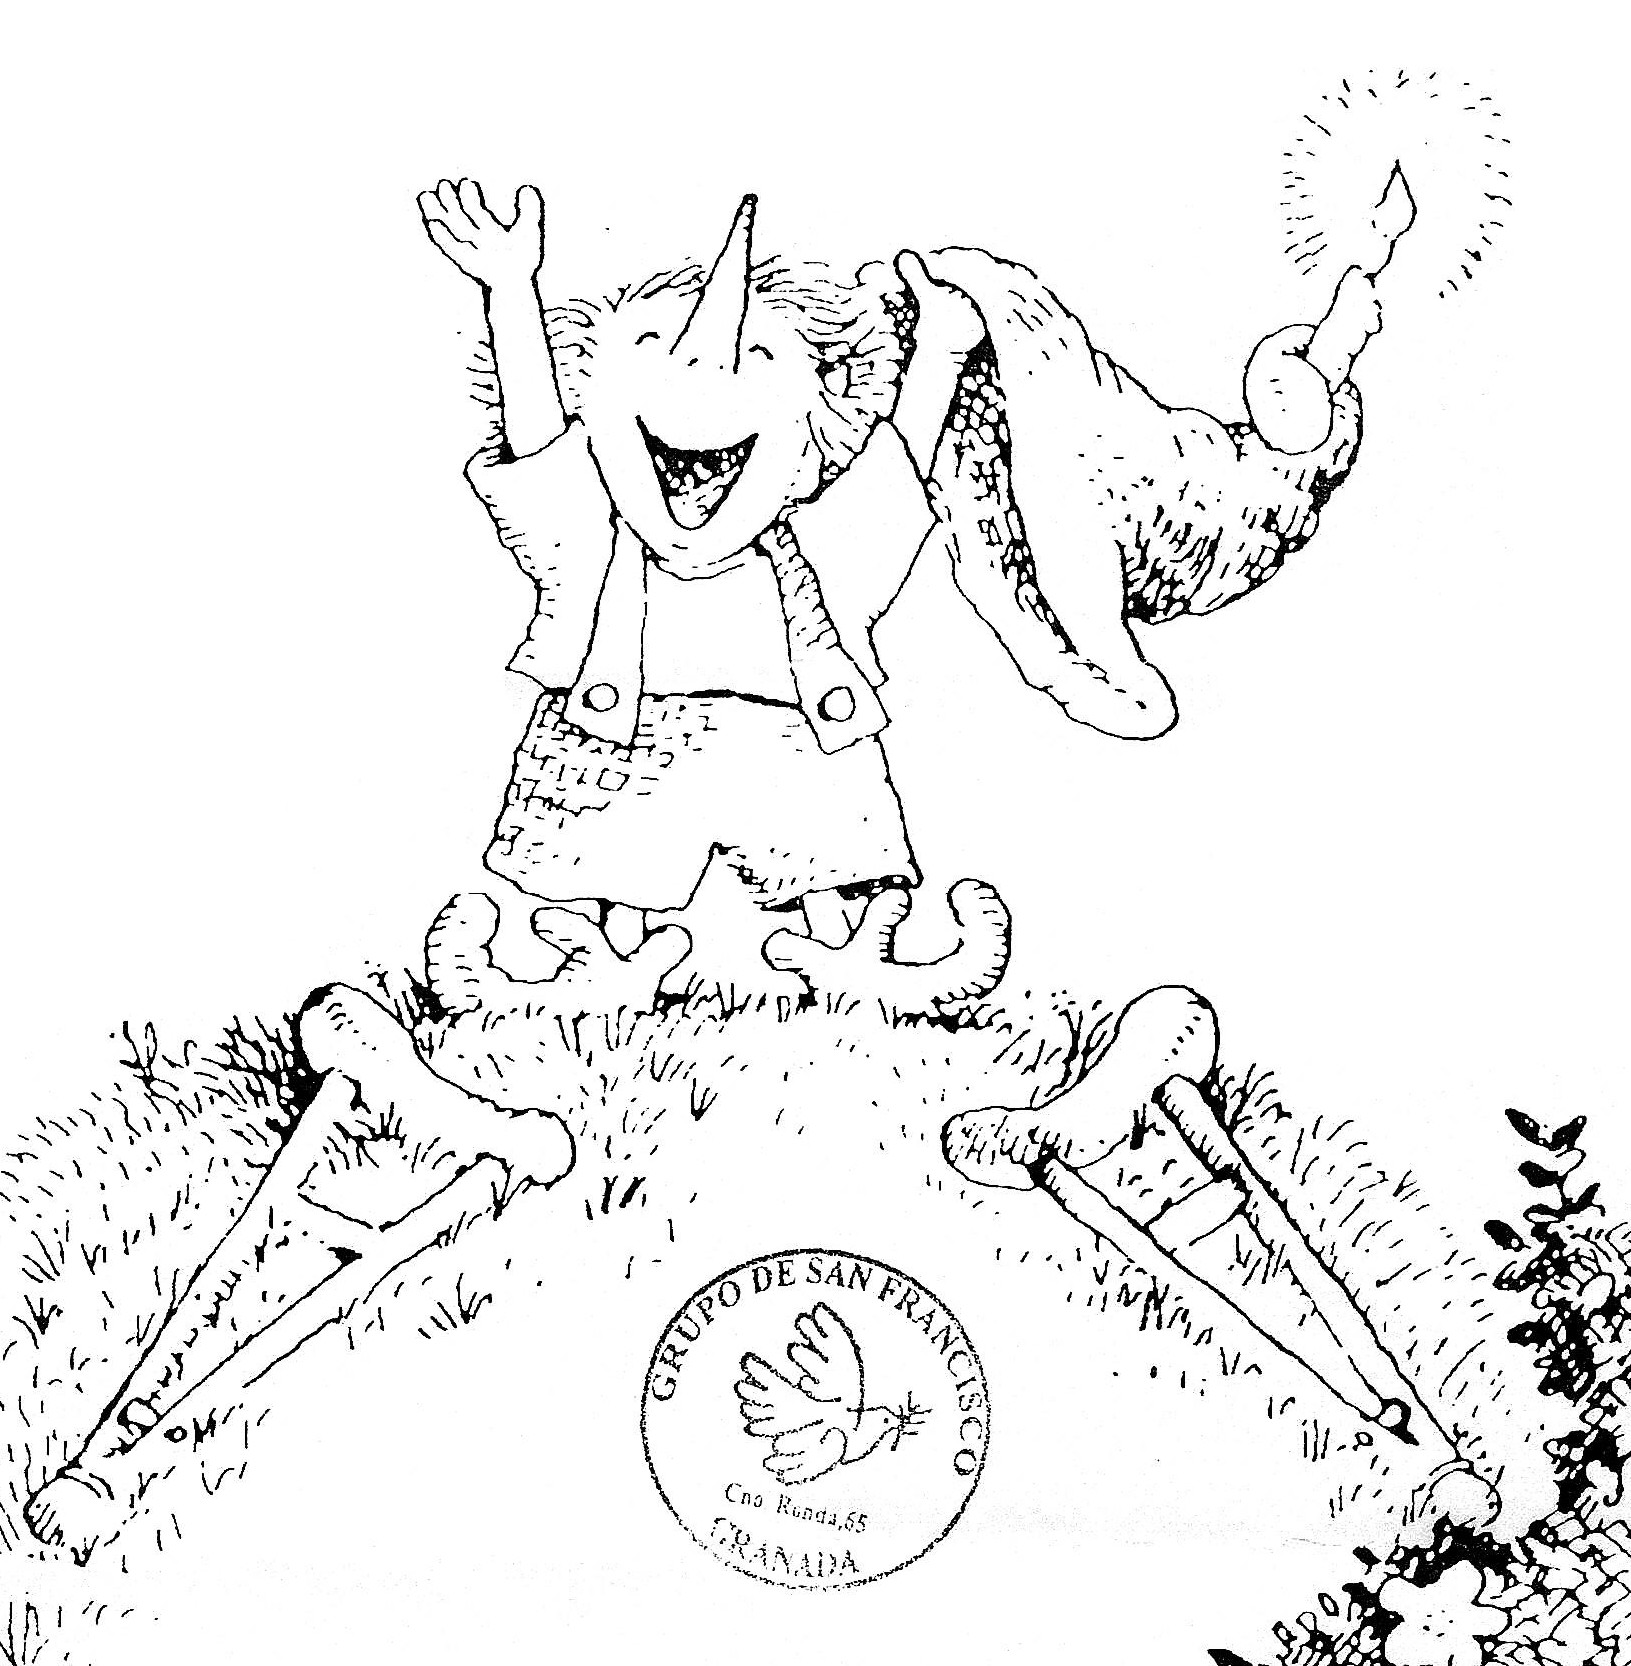 GRUPO DE SAN FRANCISCO
Cno Ronda,65
GRANADA